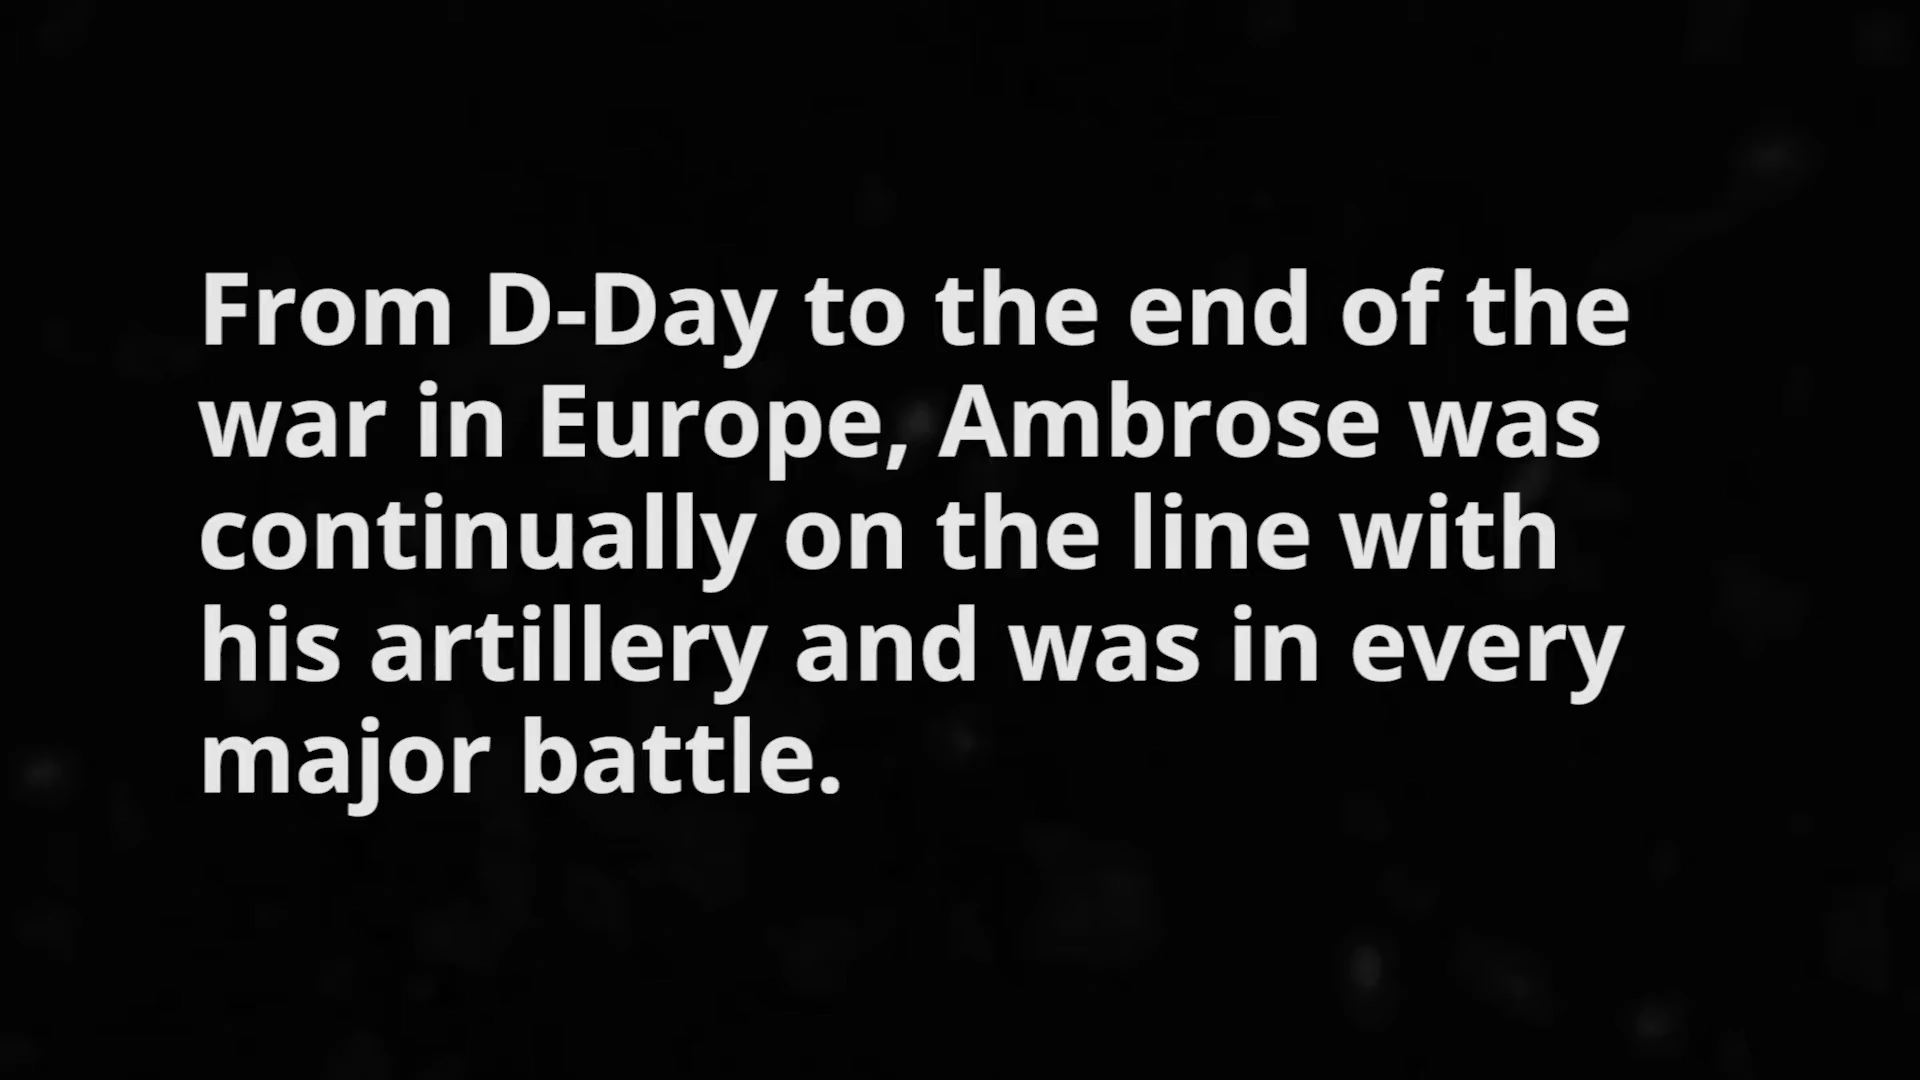 From D-Day to the end of the
war in Europe, Ambrose was
continually on the line with
his artillery and was in every
major battle.